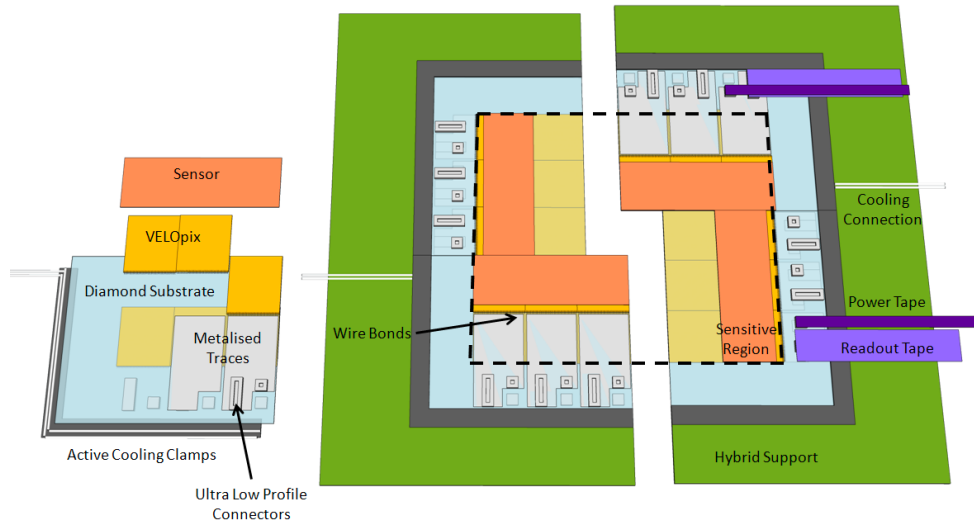 Sensor
VELOpix
Diamond Substrate
Metalised
Traces
Active Cooling Clamps
Ultra Low Profile
Connectors
Wire Bonds
Sensitive
Region
Cooling
Connection
Power Tape
Readout Tape
Hybrid Support